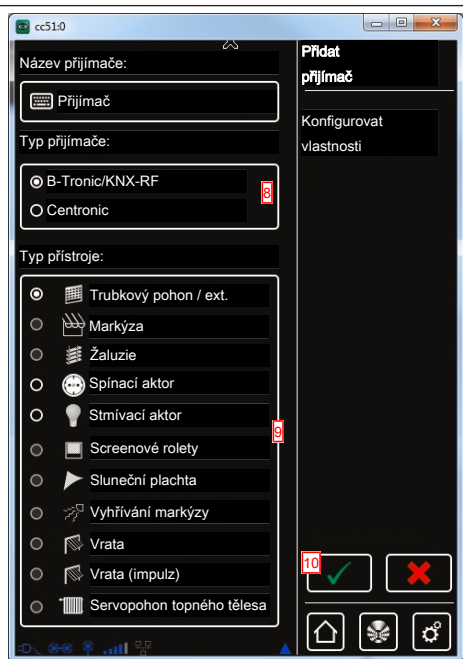 cc51:0
Název přijímače:
Přijímač
Typ přijímače:
B-Tronic/KNX-RF
8
Centronic
Typ přístroje:
Trubkový pohon / ext.
Markýza
Žaluzie
Spínací aktor
Stmívací aktor
9
Screenové rolety
Sluneční plachta
Vyhřívání markýzy
Vrata
Vrata (impulz)
Servopohon topného tělesa
Přidat
přijímač
Konfigurovat
vlastnosti
10